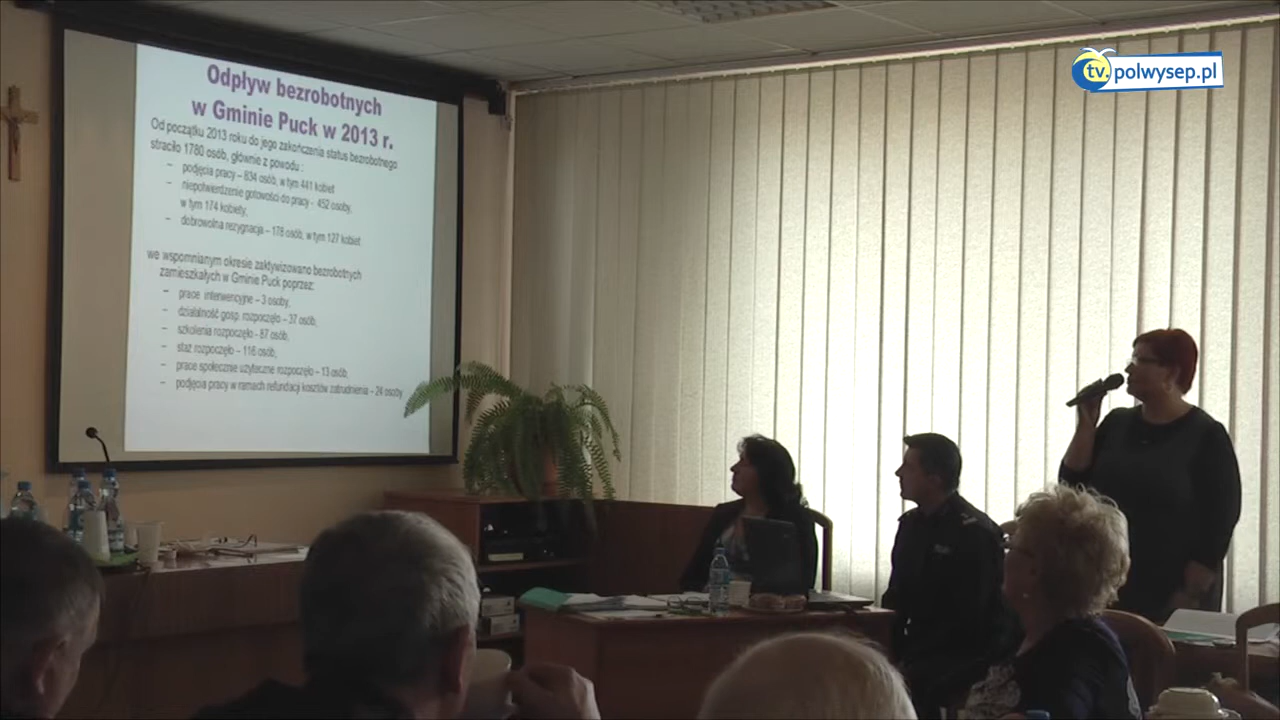 tv.polwysep.pl
Odpływ bezrobotnych
w Gminie Puck w 2013 r.
Od początku 2013 roku do jego zakończenia status bezrobotnego
straciło 1780 osób, głównie z powodu :
– podjęcia pracy – 834 osób, w tym 441 kobiet
– niepotwierdzenie gotowości do pracy - 452 osoby,
w tym 174 kobiety;
– dobrowolna rezygnacja – 178 osób, w tym 127 kobiet
we wspomnianym okresie zaktywizowano bezrobotnych
zamieszkałych w Gminie Puck poprzez:
– prace interwencyjne – 3 osoby,
– działalność gosp. rozpoczęło – 37 osób,
– szkolenia rozpoczęło - 87 osób,
– staż rozpoczęło – 116 osób,
– prace społecznie użyteczne rozpoczęło – 13 osób,
– podjęcia pracy w ramach refundacji kosztów zatrudnienia – 24 osoby